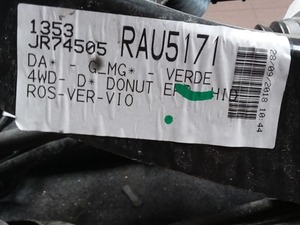 1353
JR74505 RAU5171
DA* - G-MG* - VERDE
4WD- D- DONUT
ROS-VER-VIO
28/09/2018 10:44